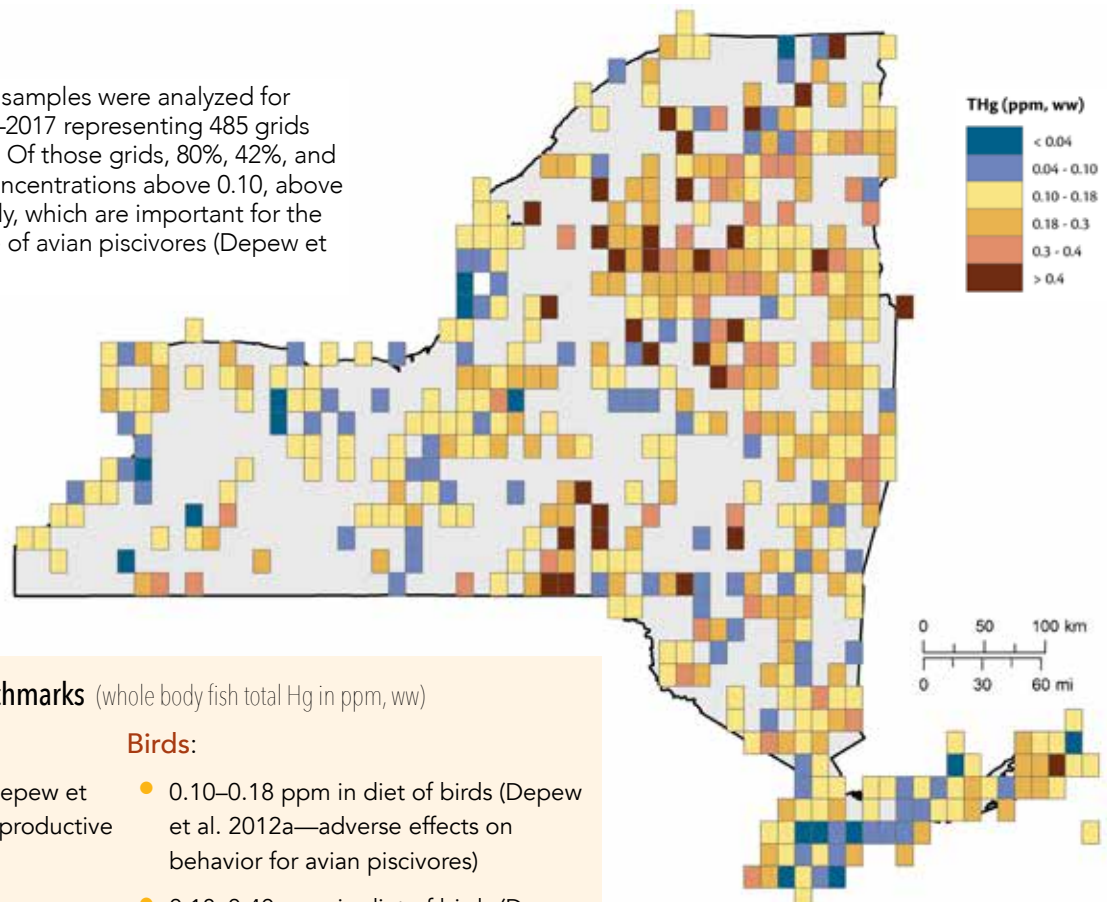 samples were analyzed for
–2017 representing 485 grids
Of those grids, 80%, 42%, and
ncentrations above 0.10, above
ly, which are important for the
of avian piscivores (Depew et
THg (ppm, ww)
< 0.04
0.04 - 0.10
0.10 - 0.18
0.18 - 0.3
0.3 - 0.4
> 0.4
0 50 100 km
0 30 60 mi
chmarks (whole body fish total Hg in ppm, ww)
Birds:
epew et
productive
• 0.10–0.18 ppm in diet of birds (Depew
et al. 2012a—adverse effects on
behavior for avian piscivores)